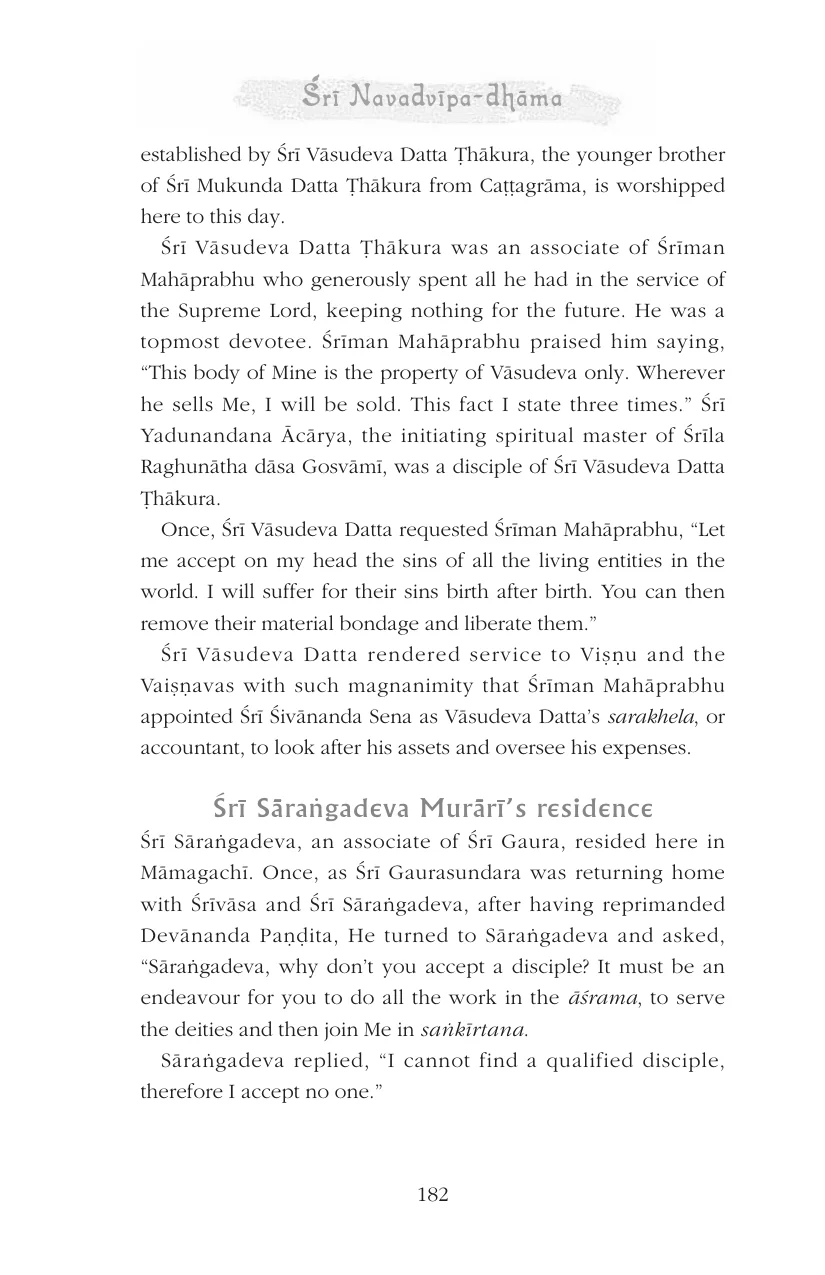 Śrī Navadvīpa-dhāma
established by Śrī Vāsudeva Datta Ṭhākura, the younger brother
of Śrī Mukunda Datta Ṭhākura from Caṭṭagrāma, is worshipped
here to this day.
Śrī Vāsudeva Datta Ṭhākura was an associate of Śrīman
Mahāprabhu who generously spent all he had in the service of
the Supreme Lord, keeping nothing for the future. He was a
topmost devotee. Śrīman Mahāprabhu praised him saying,
“This body of Mine is the property of Vāsudeva only. Wherever
he sells Me, I will be sold. This fact I state three times.” Śrī
Yadunandana Ācārya, the initiating spiritual master of Śrīla
Raghunātha dāsa Gosvāmī, was a disciple of Śrī Vāsudeva Datta
Ṭhākura.
Once, Śrī Vāsudeva Datta requested Śrīman Mahāprabhu, “Let
me accept on my head the sins of all the living entities in the
world. I will suffer for their sins birth after birth. You can then
remove their material bondage and liberate them.”
Śrī Vāsudeva Datta rendered service to Viṣṇu and the
Vaiṣṇavas with such magnanimity that Śrīman Mahāprabhu
appointed Śrī Śivānanda Sena as Vāsudeva Datta’s sarakhela, or
accountant, to look after his assets and oversee his expenses.
Śrī Sāraṅgadeva Murārī’s residence
Śrī Sāraṅgadeva, an associate of Śrī Gaura, resided here in
Māmagachī. Once, as Śrī Gaurasundara was returning home
with Śrīvāsa and Śrī Sāraṅgadeva, after having reprimanded
Devānanda Paṇḍita, He turned to Sāraṅgadeva and asked,
“Sāraṅgadeva, why don’t you accept a disciple? It must be an
endeavour for you to do all the work in the āśrama, to serve
the deities and then join Me in saṅkīrtana.
Sāraṅgadeva replied, “I cannot find a qualified disciple,
therefore I accept no one.”
182